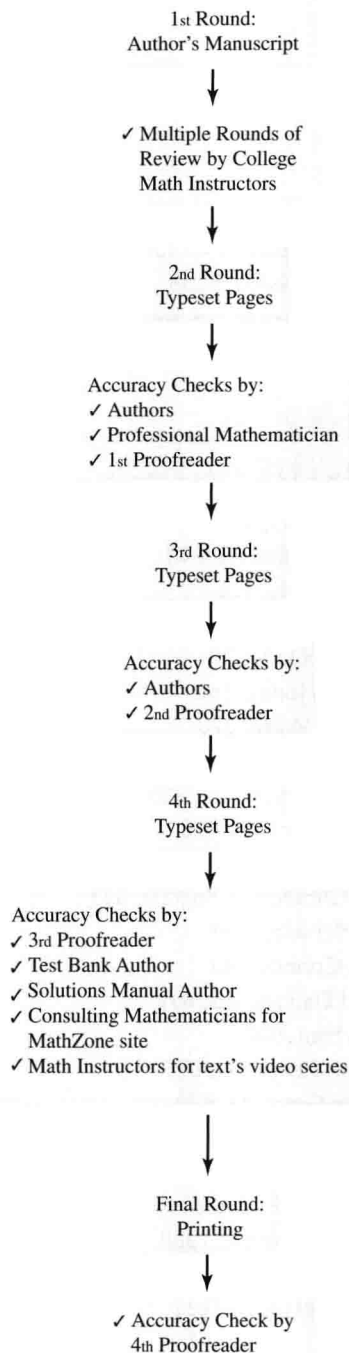 1st Round:
Author's Manuscript
✓ Multiple Rounds of
Review by College
Math Instructors
2nd Round:
Typeset Pages
Accuracy Checks by:
✓ Authors
✓ Professional Mathematician
✓ 1st Proofreader
3rd Round:
Typeset Pages
Accuracy Checks by:
✓ Authors
✓ 2nd Proofreader
4th Round:
Typeset Pages
Accuracy Checks by:
✓ 3rd Proofreader
✓ Test Bank Author
✓ Solutions Manual Author
✓ Consulting Mathematicians for
MathZone site
✓ Math Instructors for text's video series
Final Round:
Printing
✓ Accuracy Check by
4th Proofreader